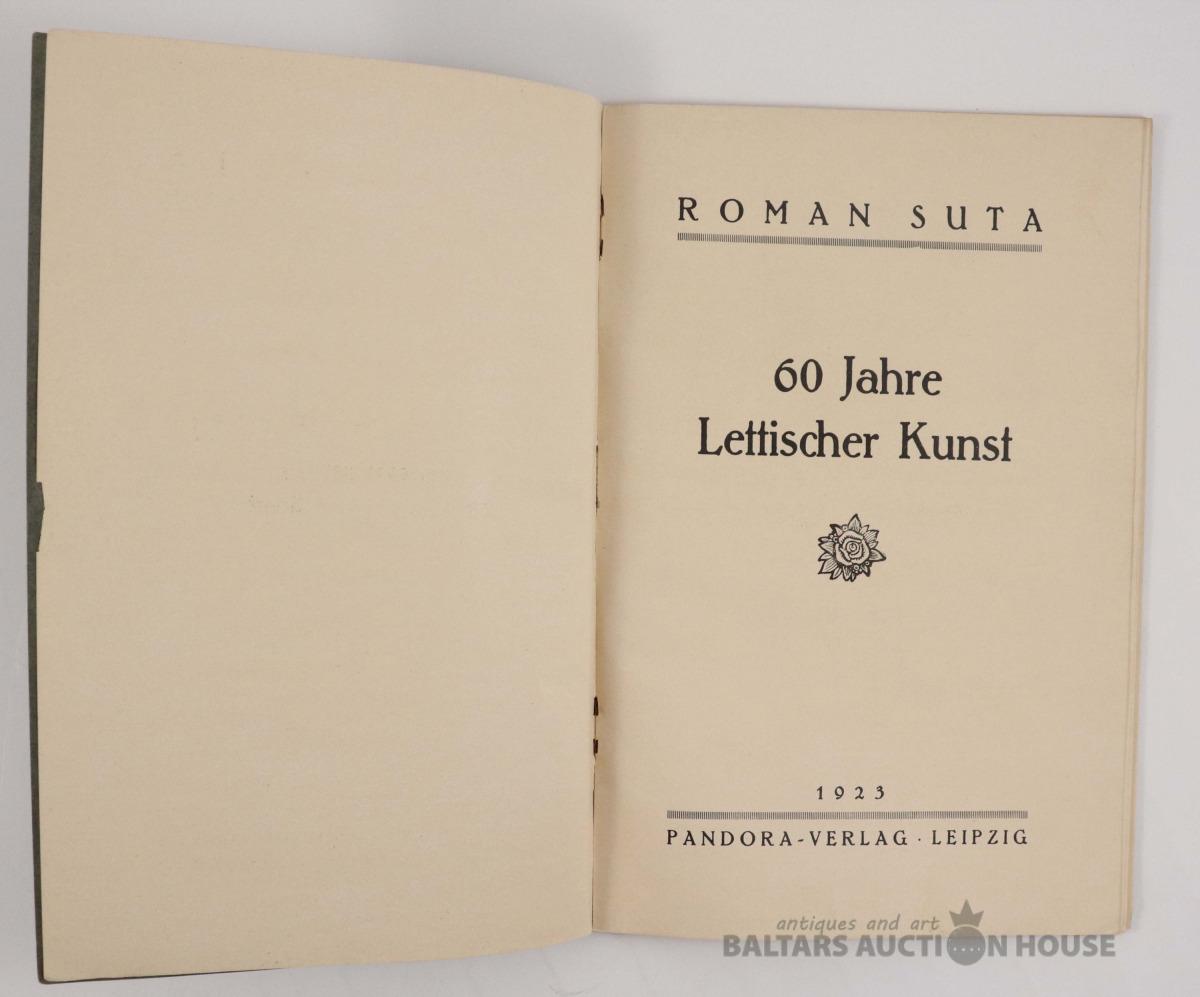 ROMAN SUTA
60 Jahre
Lettischer Kunst
1923
PANDORA-VERLAG · LEIPZIG
antiques and art
BALTARS AUCTION HOUSE